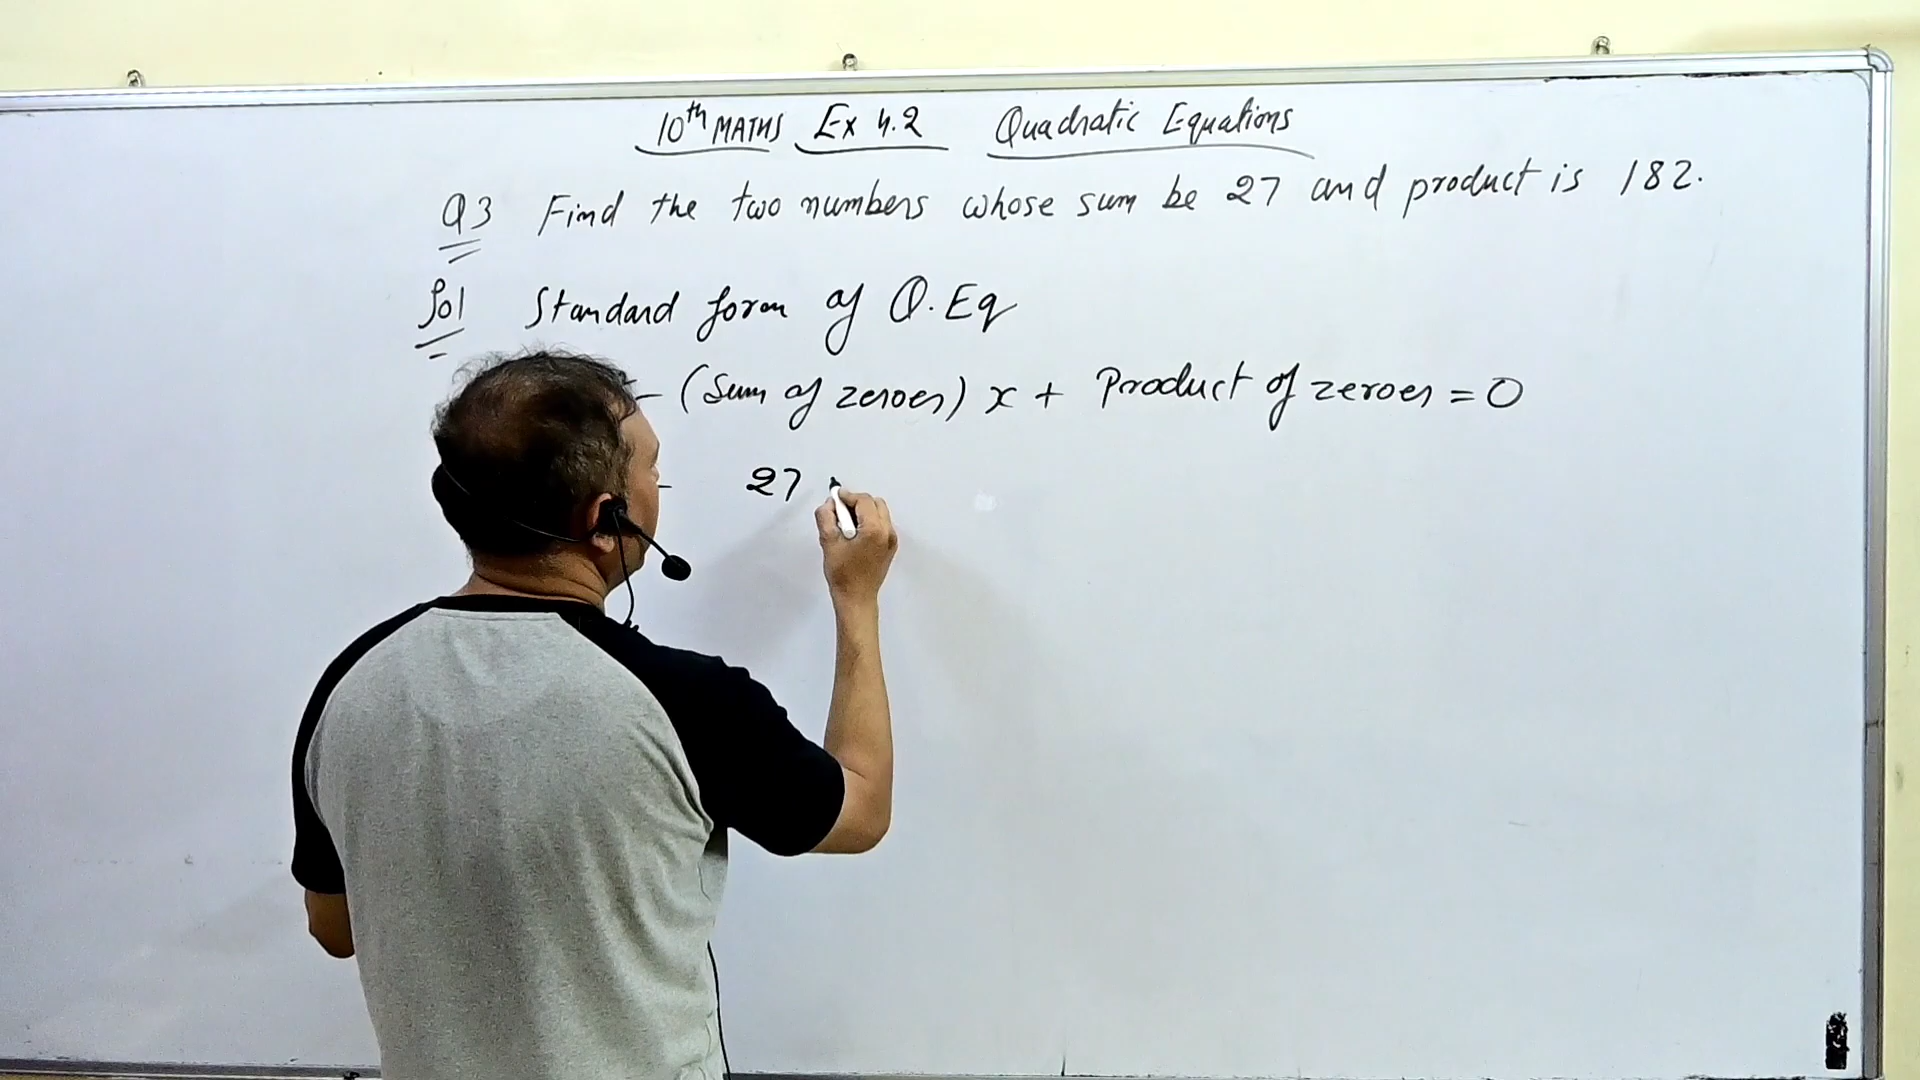 10th MATHS Ex 4.2 Quadratic Equations
Q3 Find the two numbers whose sum be 27 and product is 182.
Sol Standard form of Q.Eq
- (Sum of zeroes) x + Product of zeroes = 0
- 27